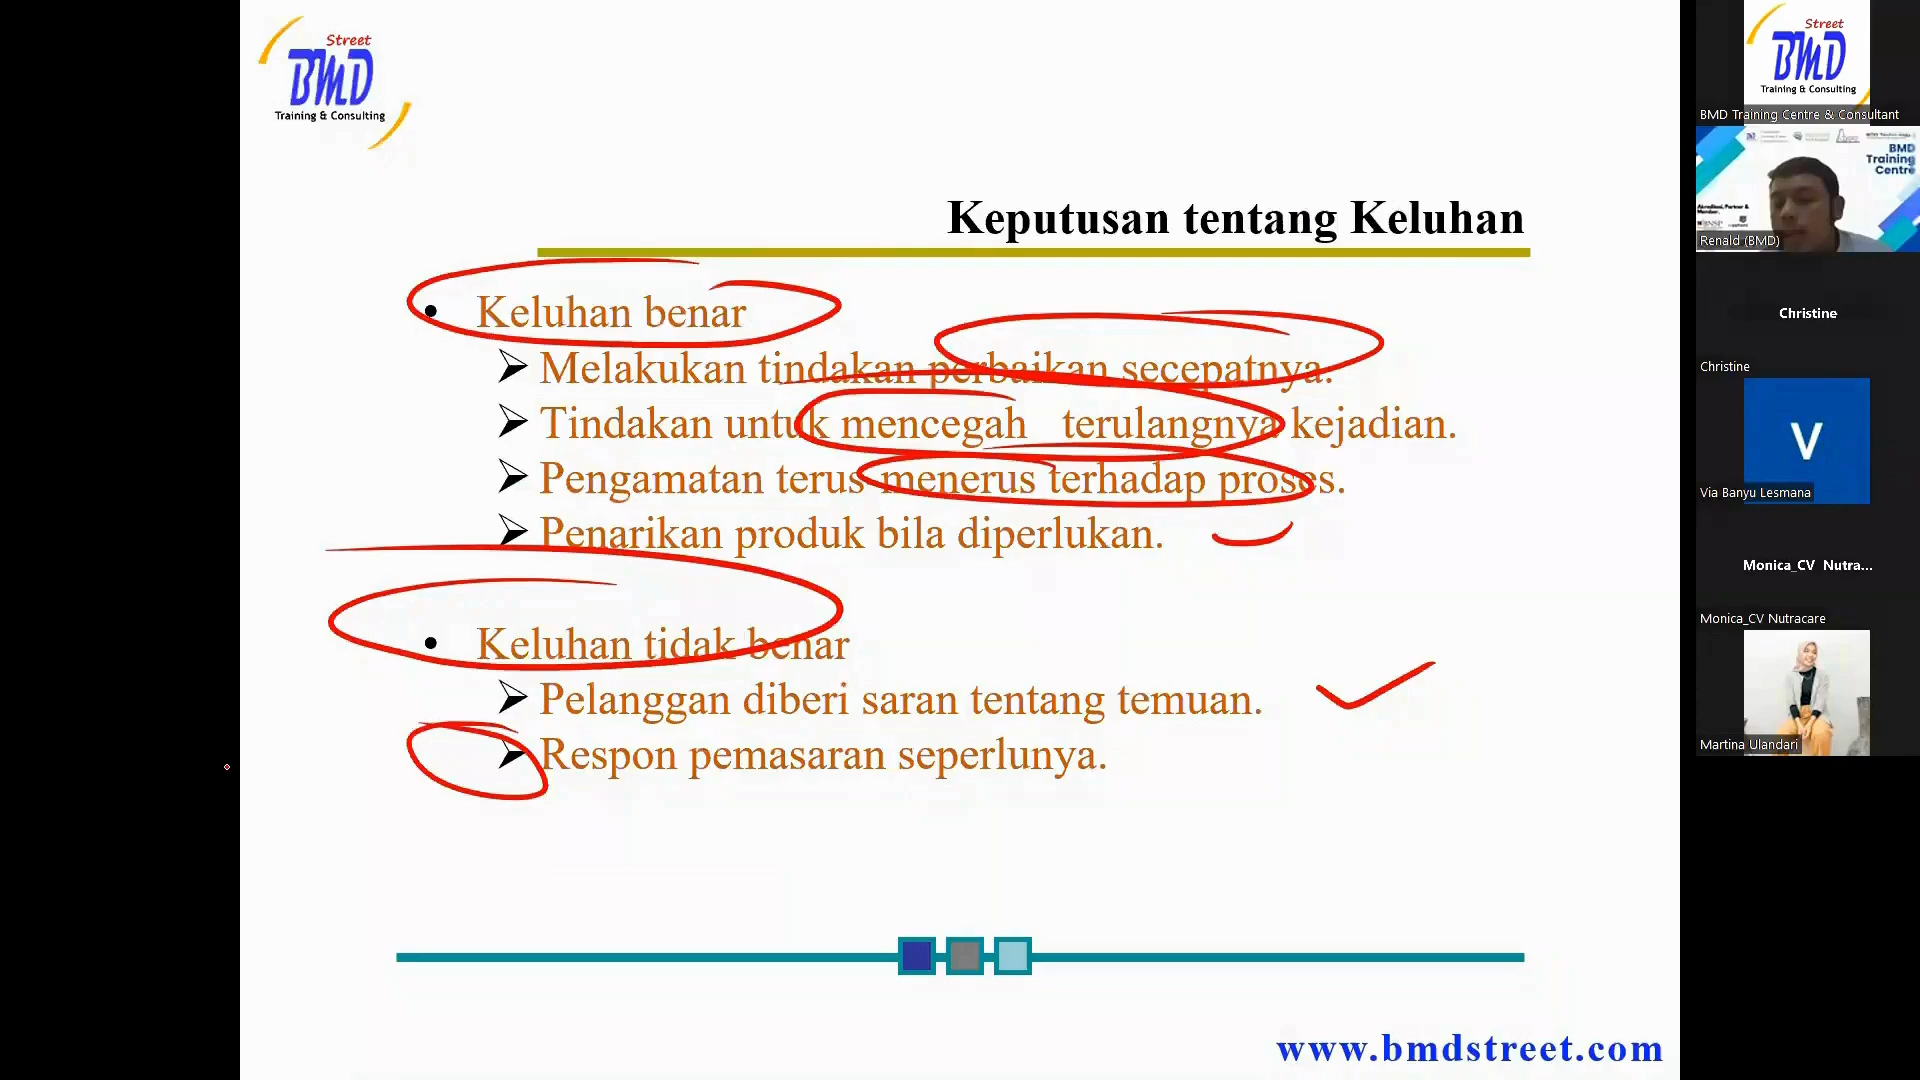 Street
BMD
Training & Consulting
Keputusan tentang Keluhan
• Keluhan benar
Melakukan tindakan perbaikan secepatnya.
Tindakan untuk mencegah terulangnya kejadian.
Pengamatan terus menerus terhadap proses.
Penarikan produk bila diperlukan.
• Keluhan tidak benar
Pelanggan diberi saran tentang temuan.
Respon pemasaran seperlunya.
www.bmdstreet.com
Street
BMD
Training & Consulting
BMD Training Centre & Consultant
BMD
Training
Centre
Renald (BMD)
Christine
Christine
V
Via Banyu Lesmana
Monica_CV Nutra...
Monica_CV Nutracare
Martina Ulandari